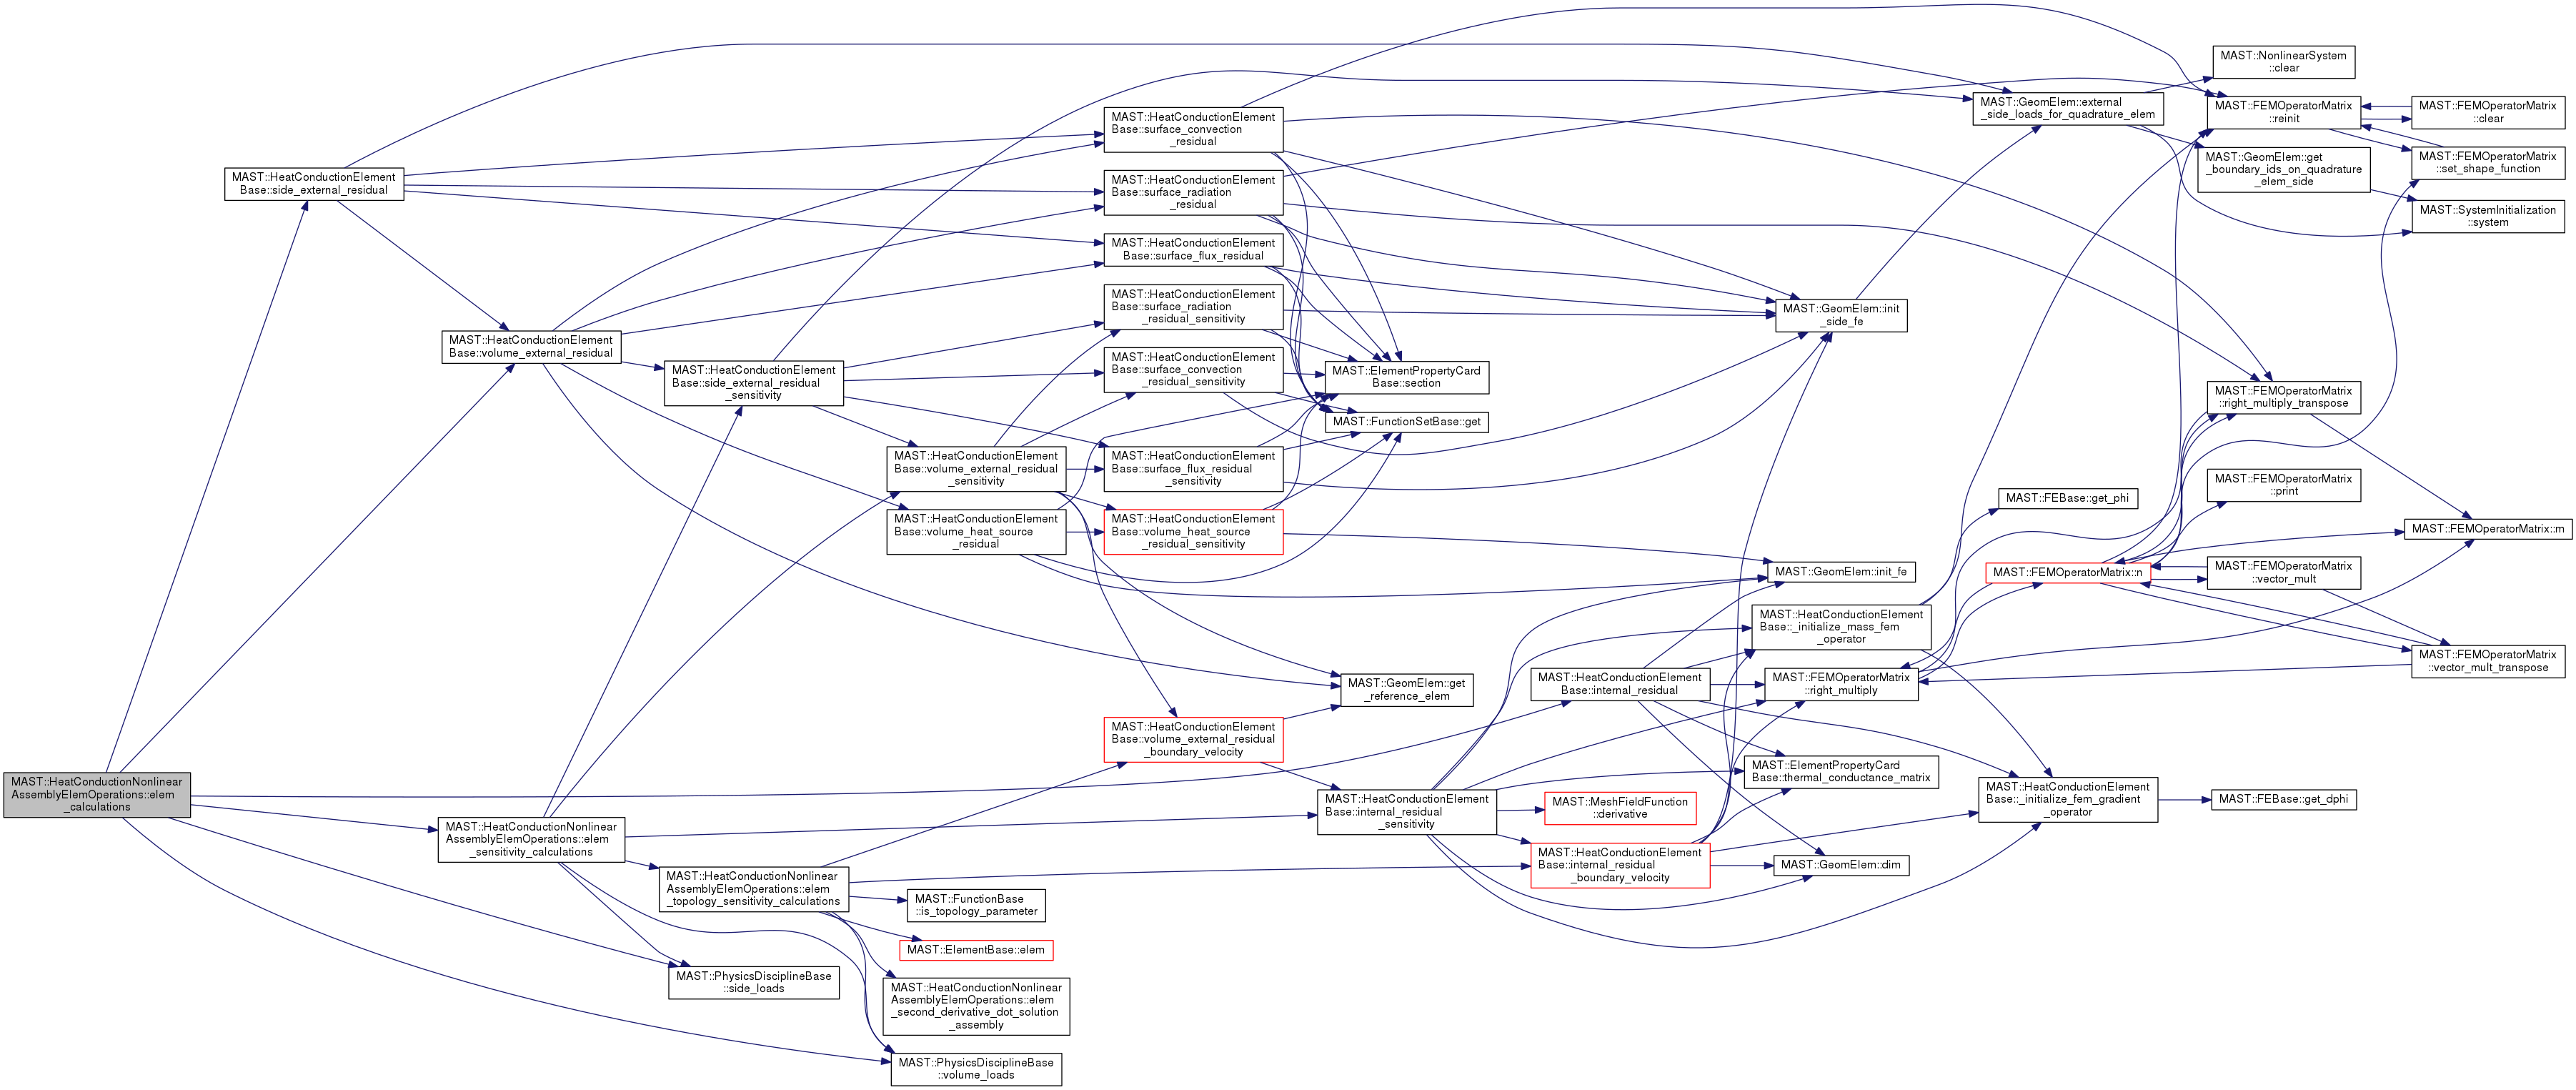 MAST::HeatConductionNonlinear
AssemblyElemOperations::elem
_calculations
MAST::HeatConductionElement
Base::side_external_residual
MAST::HeatConductionElement
Base::volume_external_residual
MAST::HeatConductionNonlinear
AssemblyElemOperations::elem
_sensitivity_calculations
MAST::HeatConductionElement
Base::side_external_residual
_sensitivity
MAST::HeatConductionNonlinear
AssemblyElemOperations::elem
_topology_sensitivity_calculations
MAST::PhysicsDisciplineBase
::side_loads
MAST::HeatConductionElement
Base::volume_external_residual
_sensitivity
MAST::HeatConductionElement
Base::volume_heat_source
_residual
MAST::FunctionBase
::is_topology_parameter
MAST::ElementBase::elem
MAST::HeatConductionNonlinear
AssemblyElemOperations::elem
_second_derivative_dot_solution
_assembly
MAST::PhysicsDisciplineBase
::volume_loads
MAST::HeatConductionElement
Base::surface_convection
_residual
MAST::HeatConductionElement
Base::surface_radiation
_residual
MAST::HeatConductionElement
Base::surface_flux_residual
MAST::HeatConductionElement
Base::surface_radiation
_residual_sensitivity
MAST::HeatConductionElement
Base::surface_convection
_residual_sensitivity
MAST::HeatConductionElement
Base::surface_flux_residual
_sensitivity
MAST::HeatConductionElement
Base::volume_heat_source
_residual_sensitivity
MAST::HeatConductionElement
Base::volume_external_residual
_boundary_velocity
MAST::ElementPropertyCard
Base::section
MAST::FunctionSetBase::get
MAST::GeomElem::get
_reference_elem
MAST::HeatConductionElement
Base::internal_residual
_sensitivity
MAST::HeatConductionElement
Base::internal_residual
MAST::MeshFieldFunction
::derivative
MAST::HeatConductionElement
Base::internal_residual
_boundary_velocity
MAST::GeomElem::init
_side_fe
MAST::GeomElem::init_fe
MAST::HeatConductionElement
Base::_initialize_mass_fem
_operator
MAST::FEMOperatorMatrix
::right_multiply
MAST::ElementPropertyCard
Base::thermal_conductance_matrix
MAST::GeomElem::dim
MAST::GeomElem::external
_side_loads_for_quadrature_elem
MAST::FEBase::get_phi
MAST::FEMOperatorMatrix::n
MAST::HeatConductionElement
Base::_initialize_fem_gradient
_operator
MAST::NonlinearSystem
::clear
MAST::FEMOperatorMatrix
::reinit
MAST::GeomElem::get
_boundary_ids_on_quadrature
_elem_side
MAST::FEMOperatorMatrix
::right_multiply_transpose
MAST::FEMOperatorMatrix
::print
MAST::FEMOperatorMatrix
::vector_mult
MAST::FEBase::get_dphi
MAST::FEMOperatorMatrix
::clear
MAST::FEMOperatorMatrix
::set_shape_function
MAST::SystemInitialization
::system
MAST::FEMOperatorMatrix::m
MAST::FEMOperatorMatrix
::vector_mult_transpose